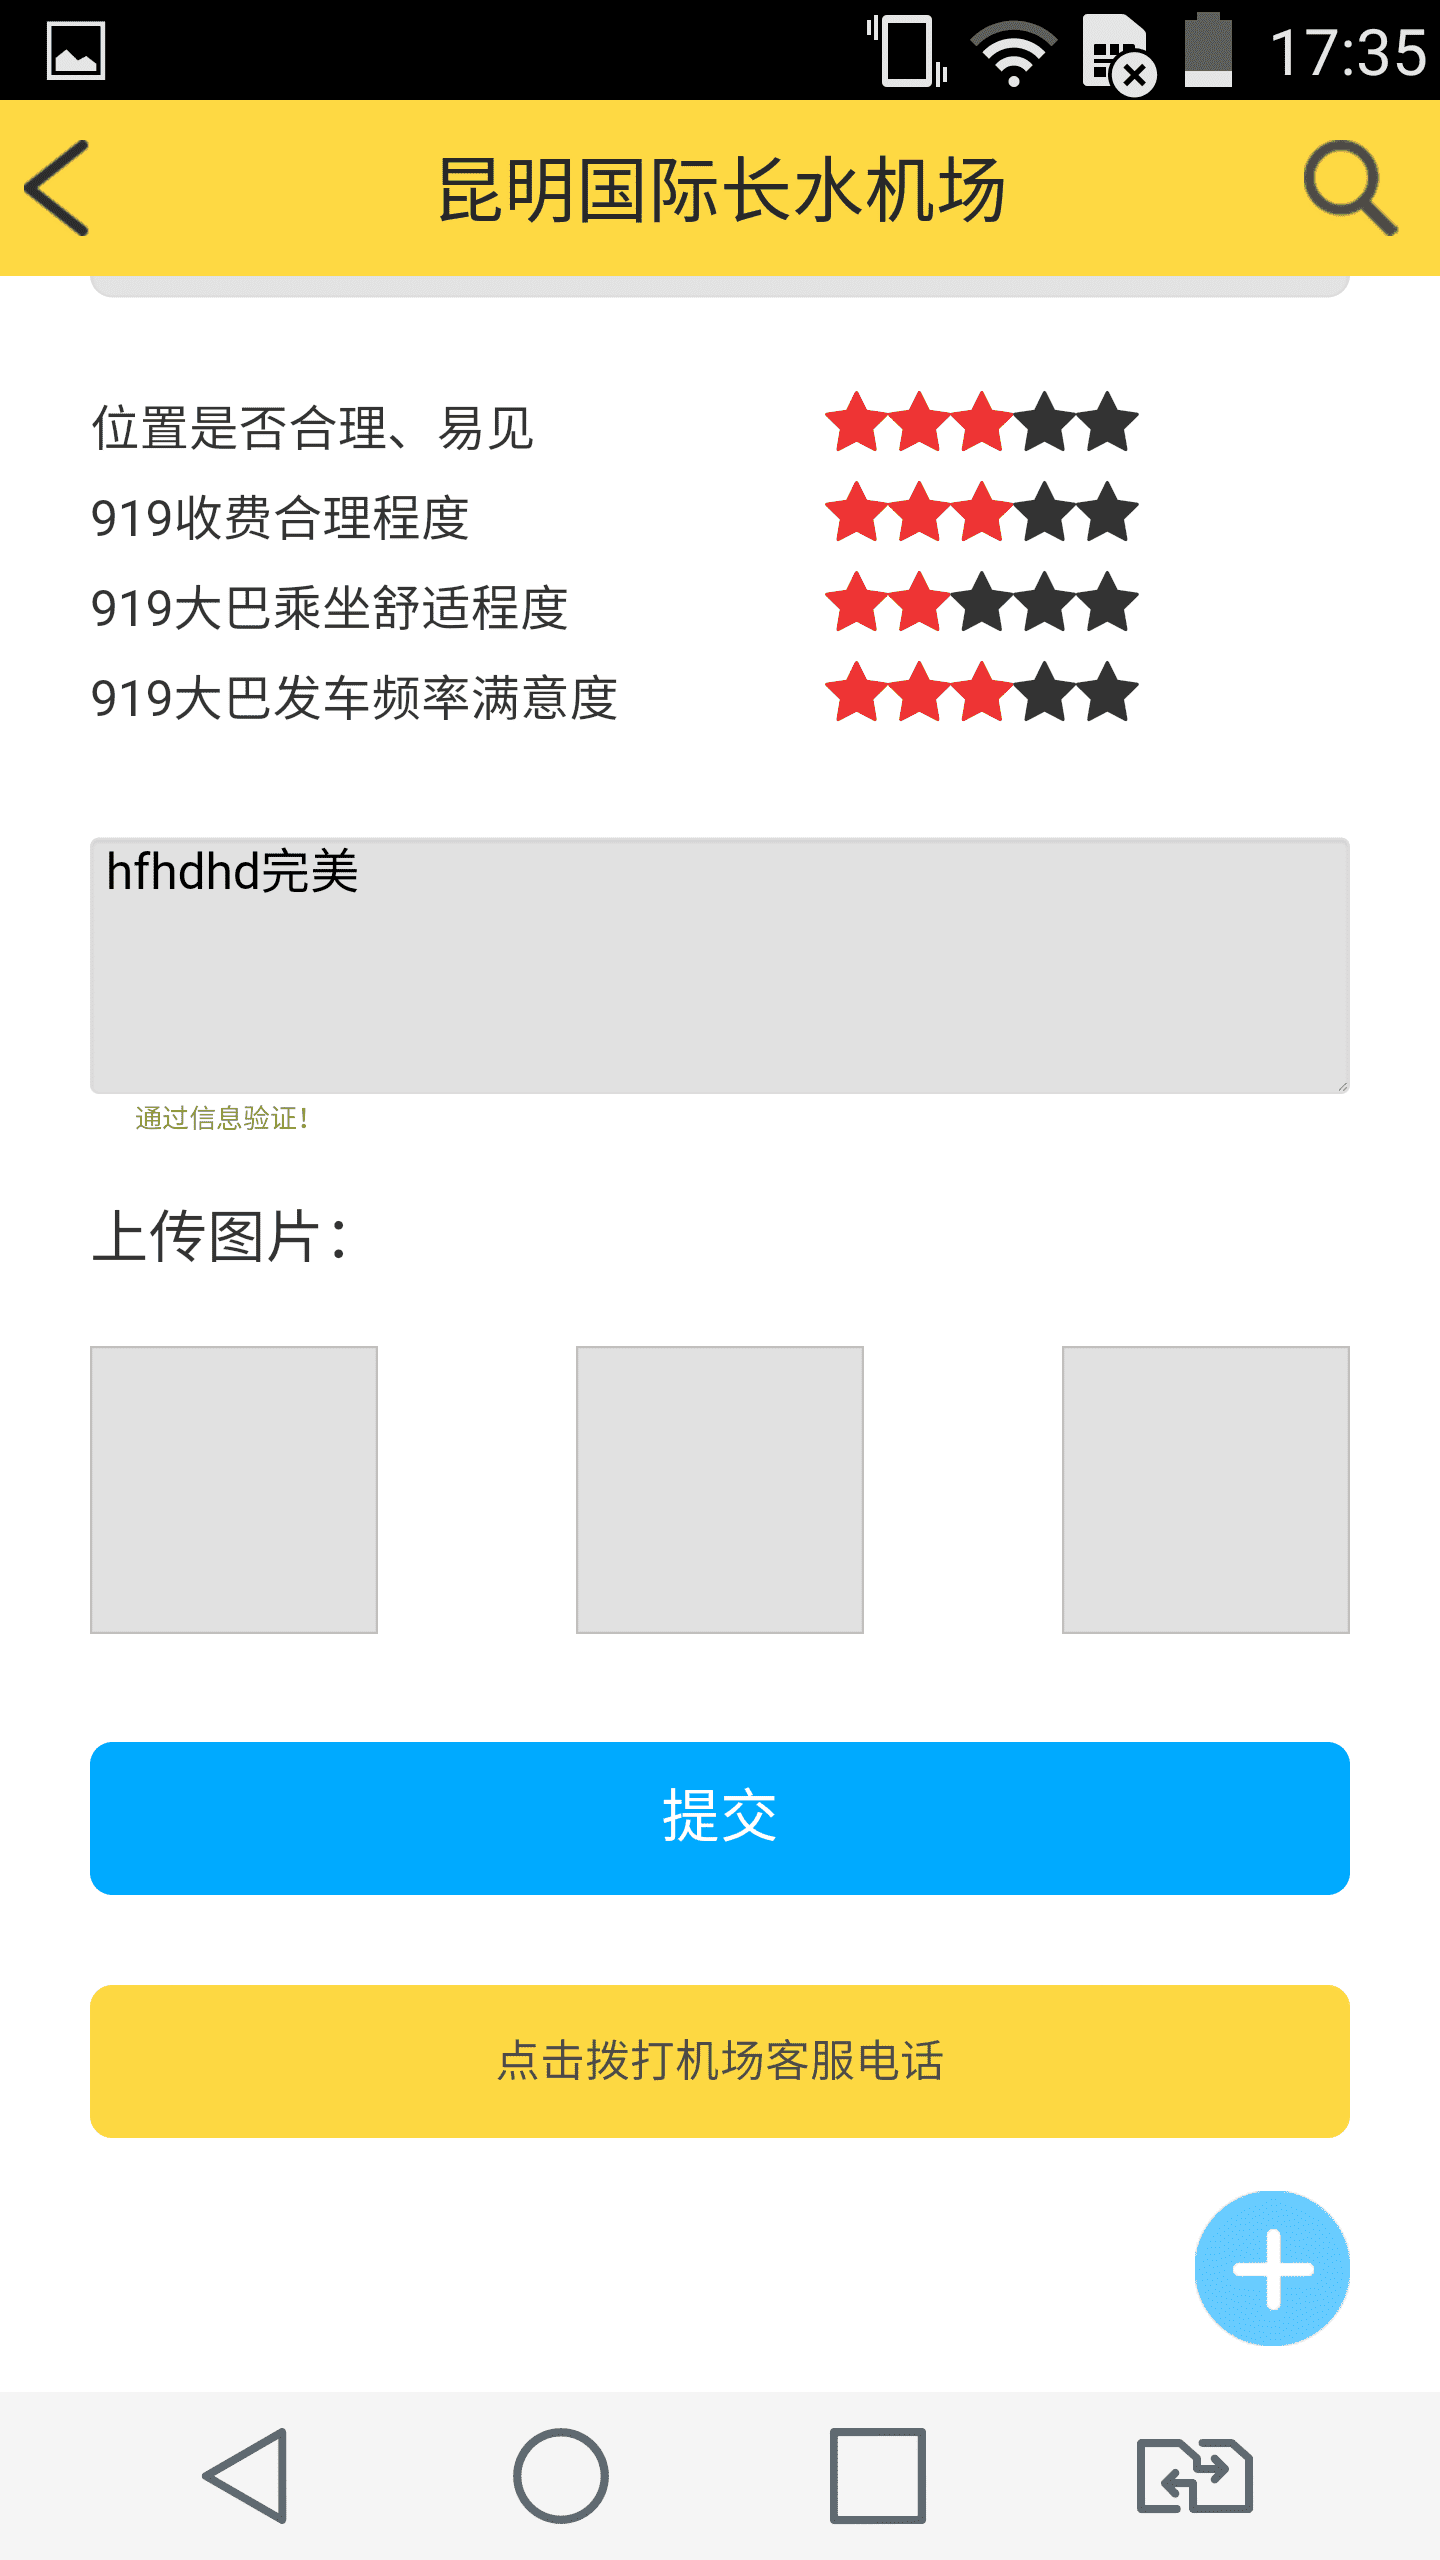 17:35
昆明国际长水机场
位置是否合理、易见
919收费合理程度
919大巴乘坐舒适程度
919大巴发车频率满意度
hfhdhd完美
通过信息验证!
上传图片：
提交
点击拨打机场客服电话